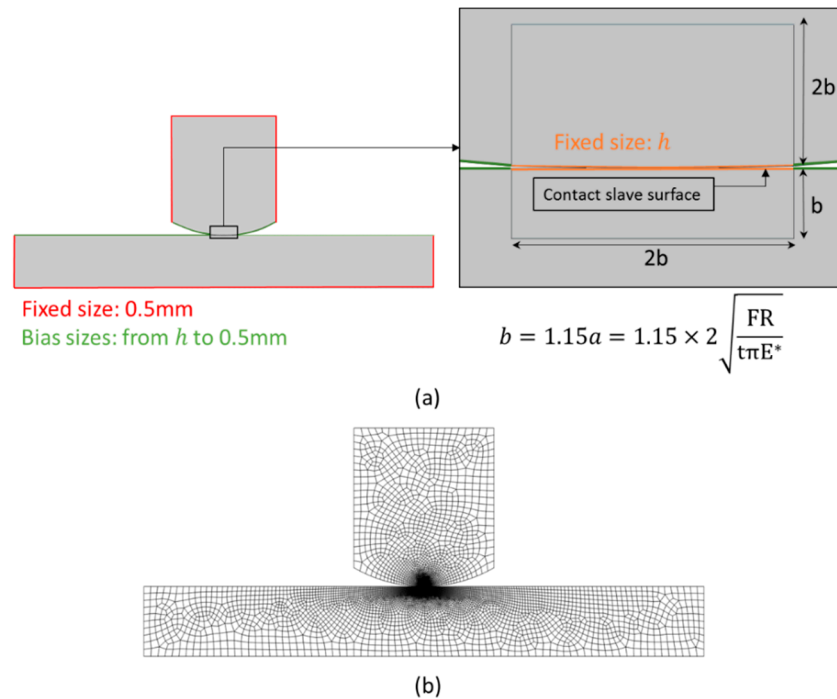 2b
Fixed size: h
Contact slave surface
b
2b
Fixed size: 0.5mm
Bias sizes: from h to 0.5mm
b = 1.15a = 1.15 × 2√(FR/tπE*)
(a)
(b)